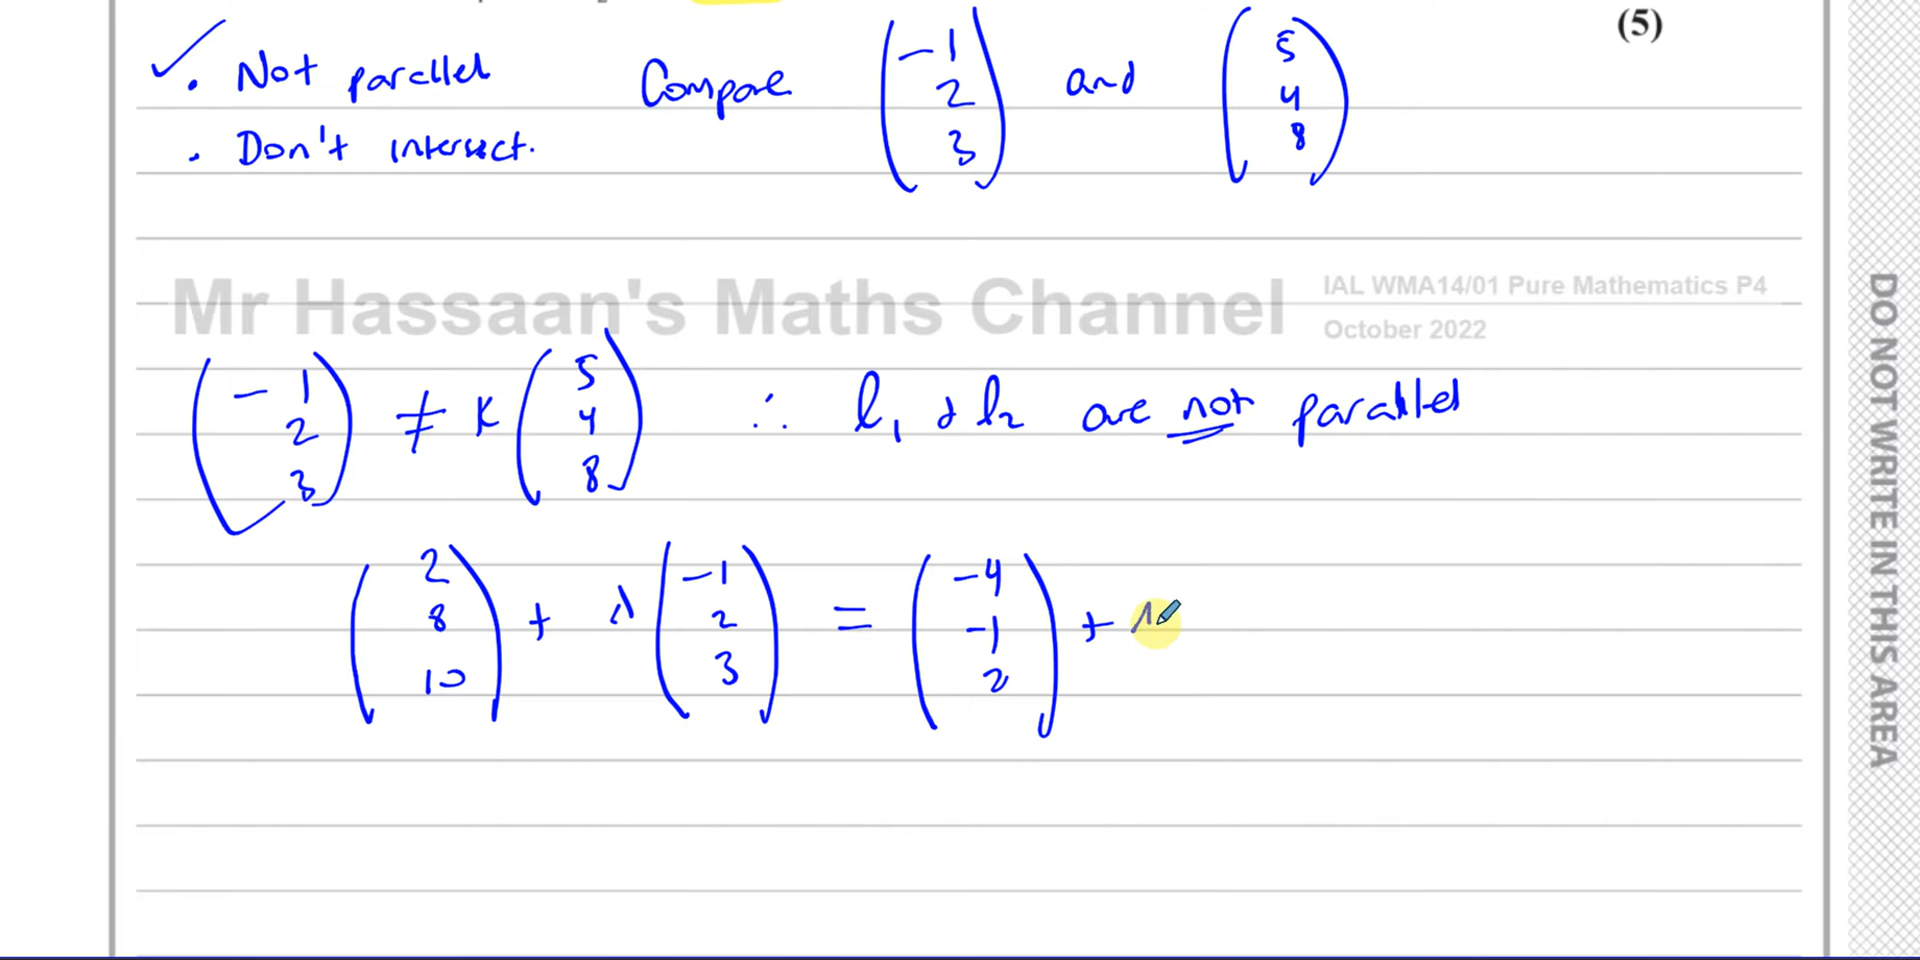 (5)
✓ . Not parallel Compare (-1 2 3) and (5 4 8)
. Don't intersect.
Mr Hassaan's Maths Channel
IAL WMA14/01 Pure Mathematics P4
October 2022
(-1 2 3) ≠ K (5 4 8) ∴ l₁ & l₂ are not parallel
(2 8 10) + λ (-1 2 3) = (-4 -1 2) +
DO NOT WRITE IN THIS AREA